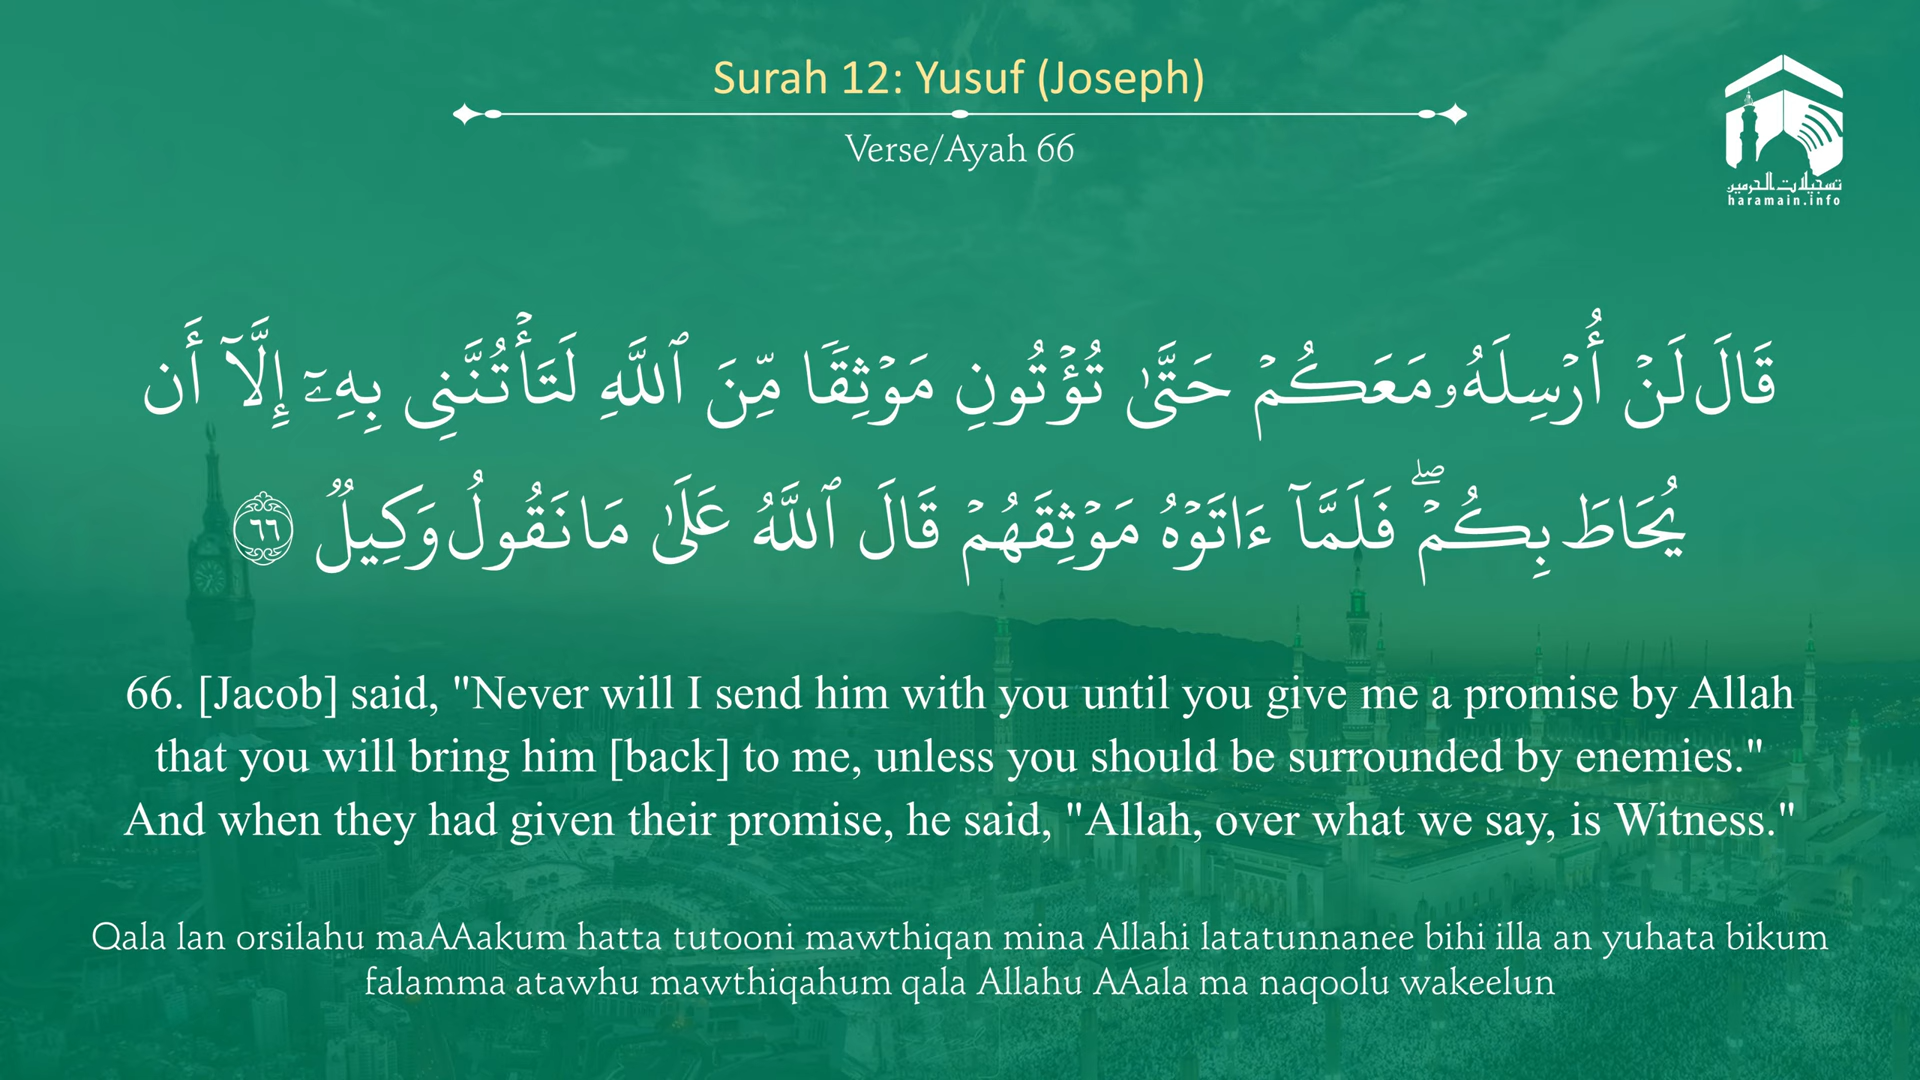 Surah 12: Yusuf (Joseph)
Verse/Ayah 66
تسجيلات الحرمين
haramain.info
قَالَ لَنْ أُرْسِلَهُۥ مَعَكُمْ حَتَّىٰ تُؤْتُونِ مَوْثِقًا مِّنَ ٱللَّهِ لَتَأْتُنَّنِى بِهِۦٓ إِلَّآ أَن
يُحَاطَ بِكُمْ ۖ فَلَمَّآ ءَاتَوْهُ مَوْثِقَهُمْ قَالَ ٱللَّهُ عَلَىٰ مَا نَقُولُ وَكِيلٌ ٦٦
66. [Jacob] said, "Never will I send him with you until you give me a promise by Allah
that you will bring him [back] to me, unless you should be surrounded by enemies."
And when they had given their promise, he said, "Allah, over what we say, is Witness."
Qala lan orsilahu maAAakum hatta tutooni mawthiqan mina Allahi latatunnanee bihi illa an yuhata bikum
falamma atawhu mawthiqahum qala Allahu AAala ma naqoolu wakeelun